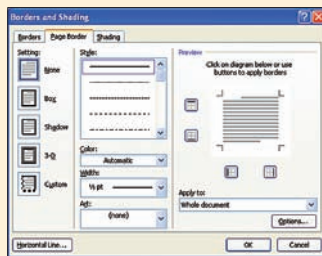 Borders and Shading
Borders Page Border Shading
Setting:
None
Box
Shadow
3-D
Custom
Style:
Color:
Automatic
Width:
½ pt
Art:
(none)
Preview
Click on diagram below or use
buttons to apply borders
Apply to:
Whole document
Options...
Horizontal Line...
OK Cancel